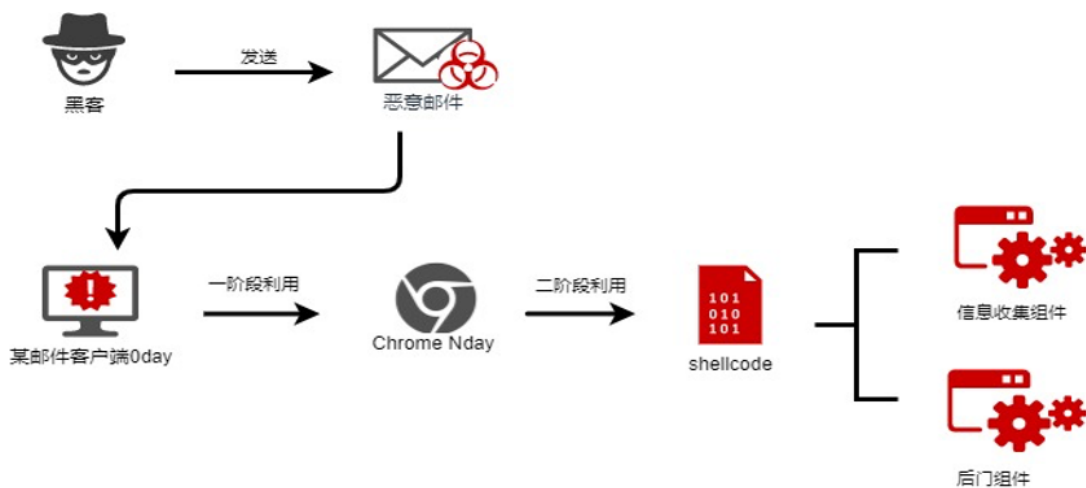 发送
黑客
恶意邮件
一阶段利用
二阶段利用
某邮件客户端0day
Chrome Nday
101
010
101
shellcode
信息收集组件
后门组件